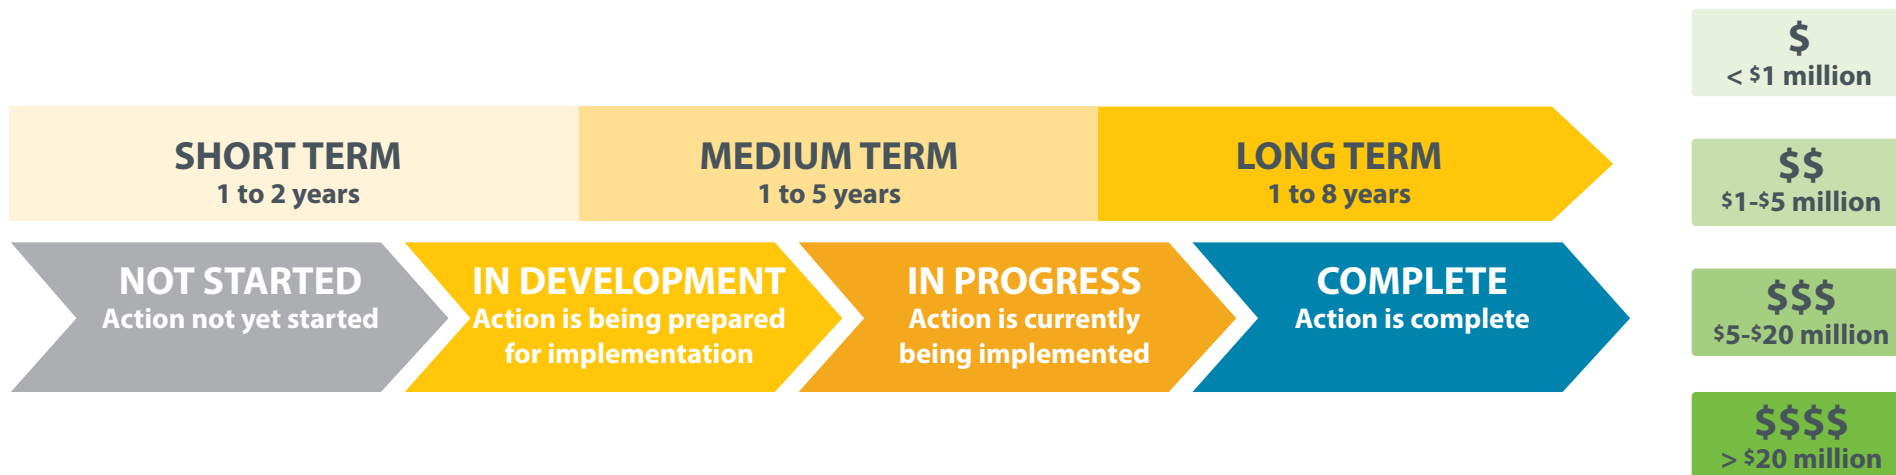 SHORT TERM
1 to 2 years
MEDIUM TERM
1 to 5 years
LONG TERM
1 to 8 years
NOT STARTED
Action not yet started
IN DEVELOPMENT
Action is being prepared
for implementation
IN PROGRESS
Action is currently
being implemented
COMPLETE
Action is complete
$
< $1 million
$$
$1-$5 million
$$$
$5-$20 million
$$$$
> $20 million